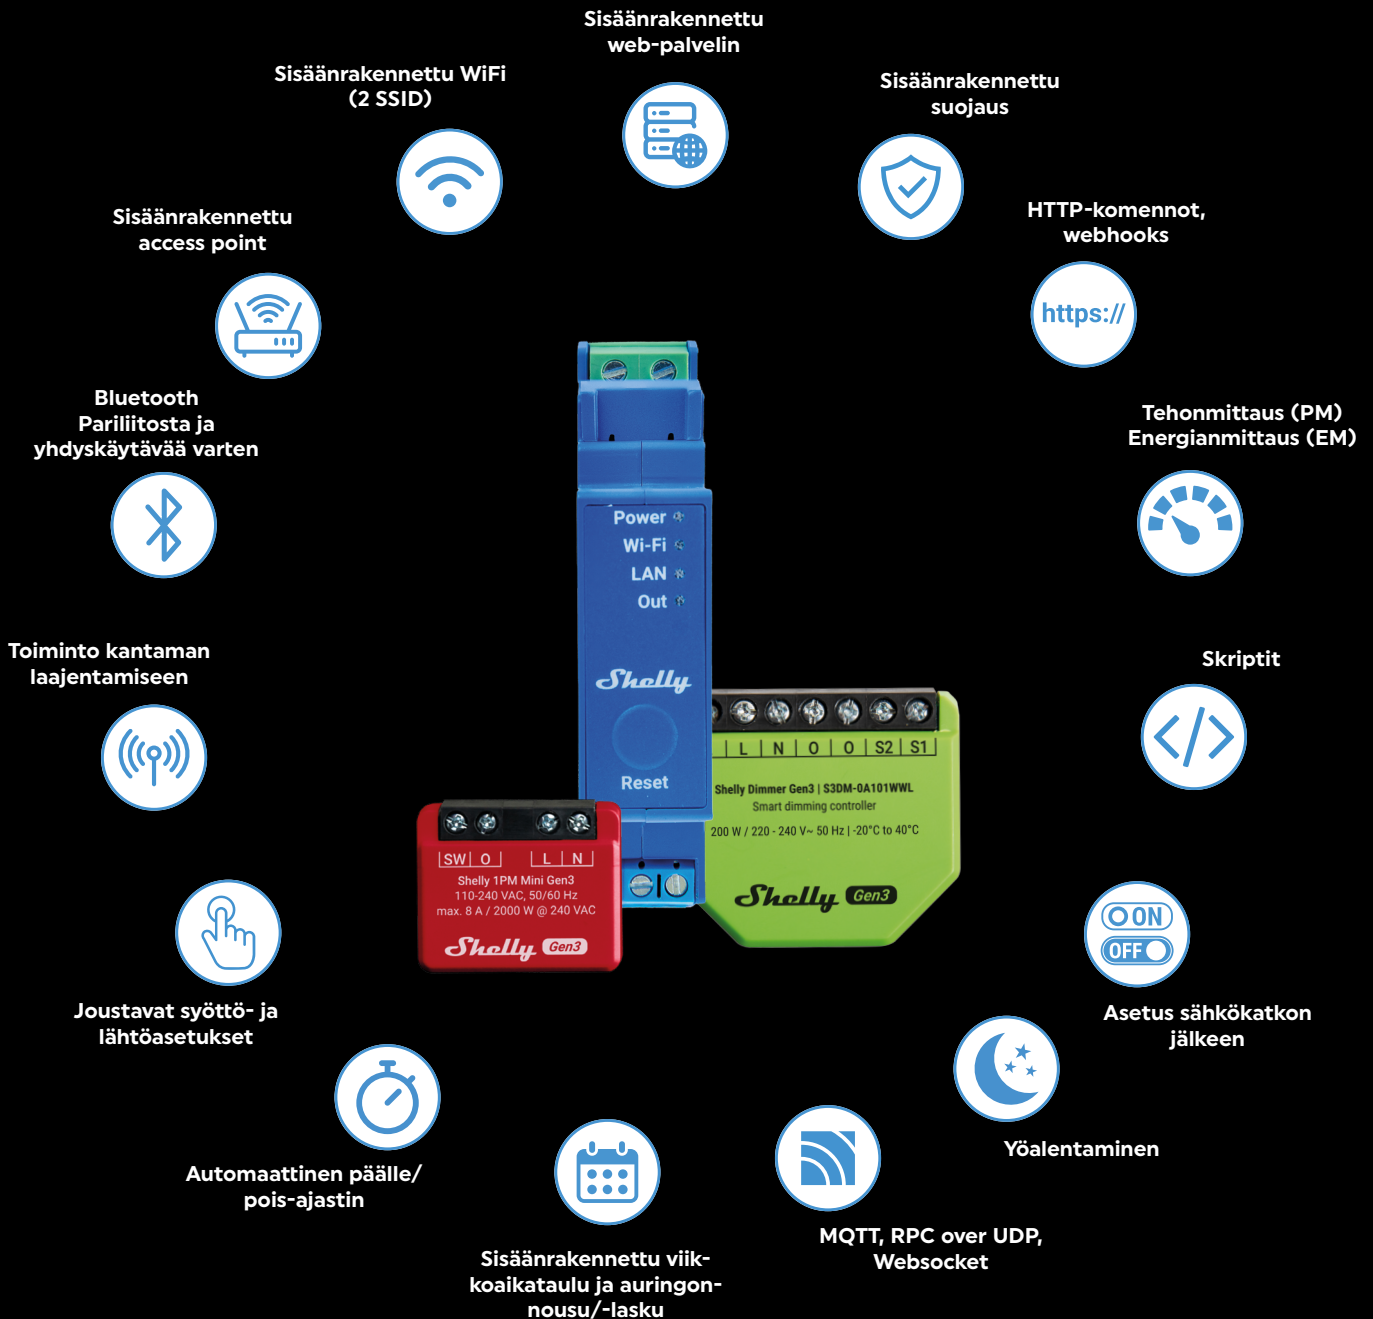 Sisäänrakennettu
web-palvelin
Sisäänrakennettu WiFi
(2 SSID)
Sisäänrakennettu
suojaus
Sisäänrakennettu
access point
HTTP-komennot,
webhooks
https://
Bluetooth
Pariliitosta ja
yhdyskäytävää varten
Tehonmittaus (PM)
Energianmittaus (EM)
Power
Wi-Fi
LAN
Out
Shelly
Reset
Toiminto kantaman
laajentamiseen
Skriptit
</>
L N O O S2 S1
Shelly Dimmer Gen3 | S3DM-0A101WWL
Smart dimming controller
200 W / 220 - 240 V~ 50 Hz | -20°C to 40°C
Shelly Gen3
SW O L N
Shelly 1PM Mini Gen3
110-240 VAC, 50/60 Hz
max. 8 A / 2000 W @ 240 VAC
Shelly Gen3
Joustavat syöttö- ja
lähtöasetukset
ON
OFF
Asetus sähkökatkon
jälkeen
Automaattinen päälle/
pois-ajastin
Yöalentaminen
Sisäänrakennettu viik-
koaikataulu ja auringon-
nousu/-lasku
MQTT, RPC over UDP,
Websocket